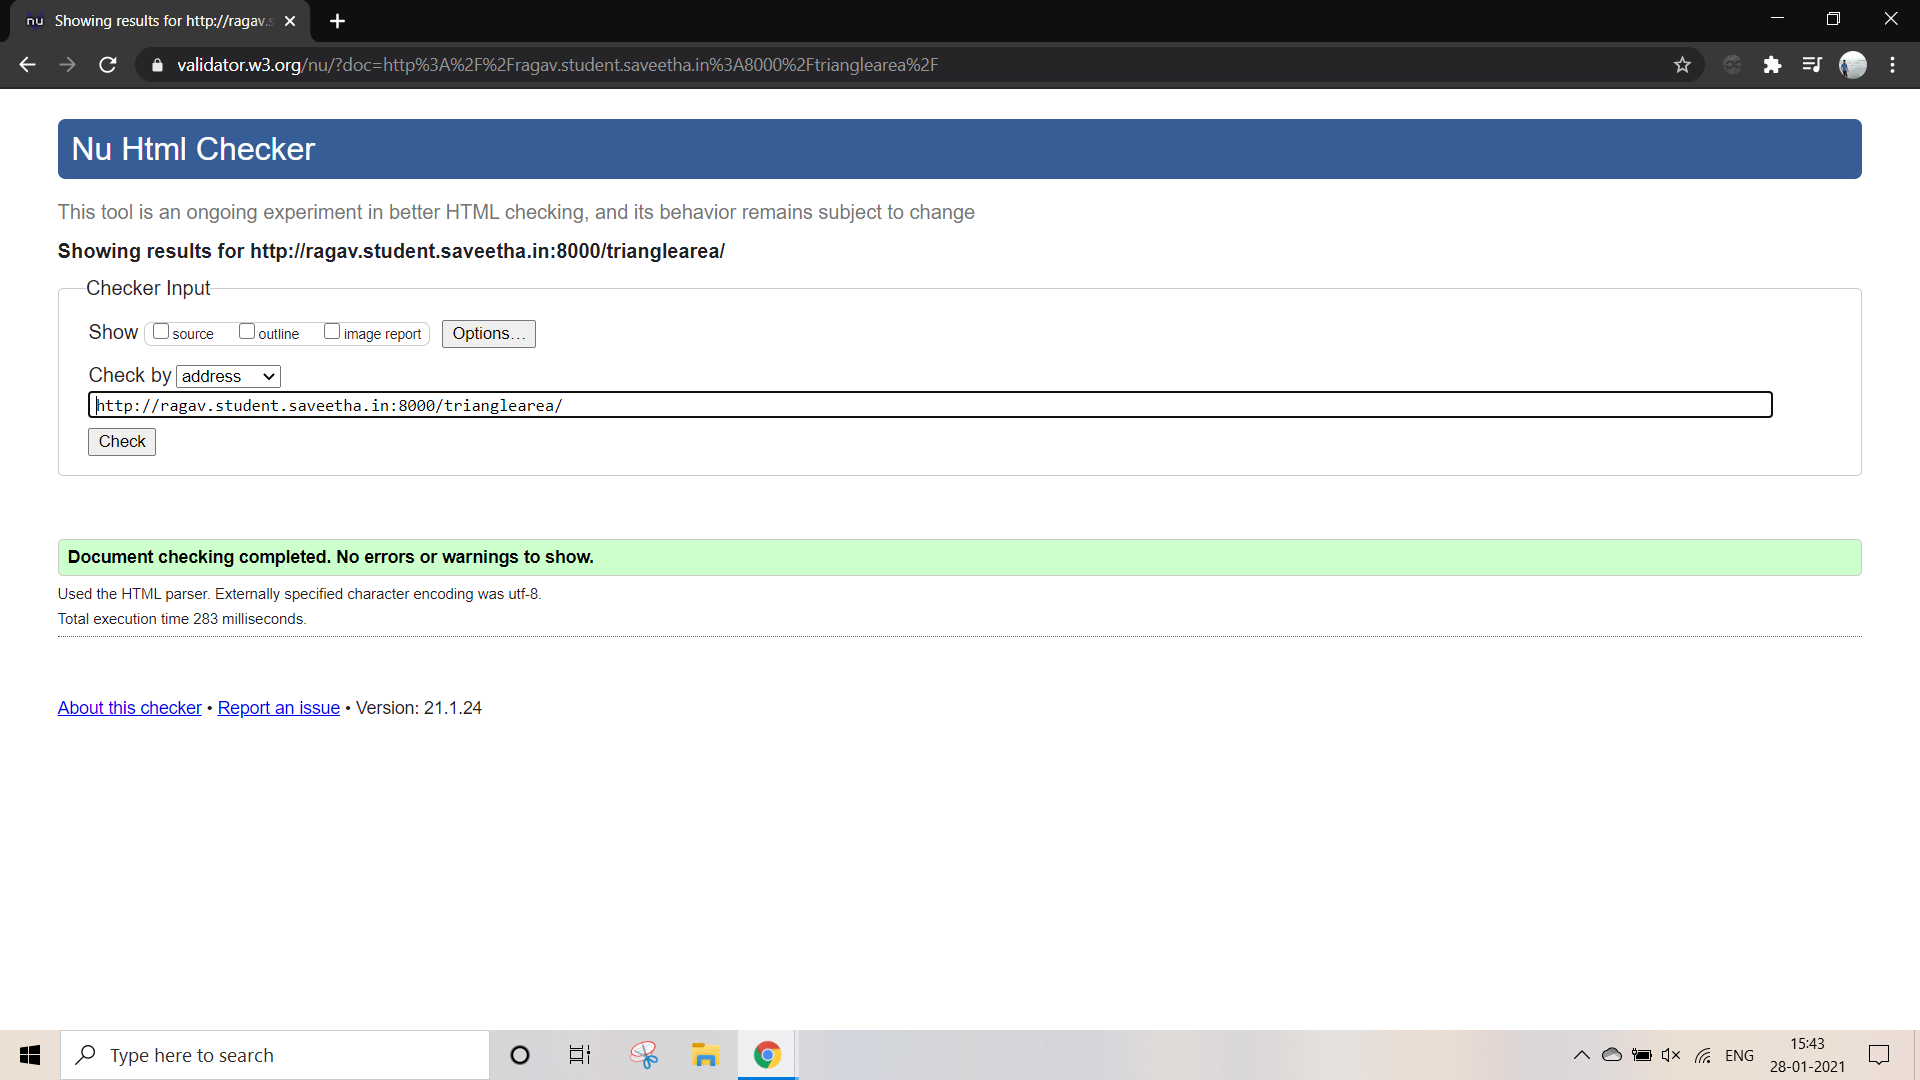 nu Showing results for http://ragav.s
validator.w3.org/nu/?doc=http%3A%2F%2Fragav.student.saveetha.in%3A8000%2Ftrianglearea%2F
Nu Html Checker
This tool is an ongoing experiment in better HTML checking, and its behavior remains subject to change
Showing results for http://ragav.student.saveetha.in:8000/trianglearea/
Checker Input
Show source outline image report Options...
Check by address
http://ragav.student.saveetha.in:8000/trianglearea/
Check
Document checking completed. No errors or warnings to show.
Used the HTML parser. Externally specified character encoding was utf-8.
Total execution time 283 milliseconds.
About this checker • Report an issue • Version: 21.1.24
Type here to search
ENG
15:43
28-01-2021